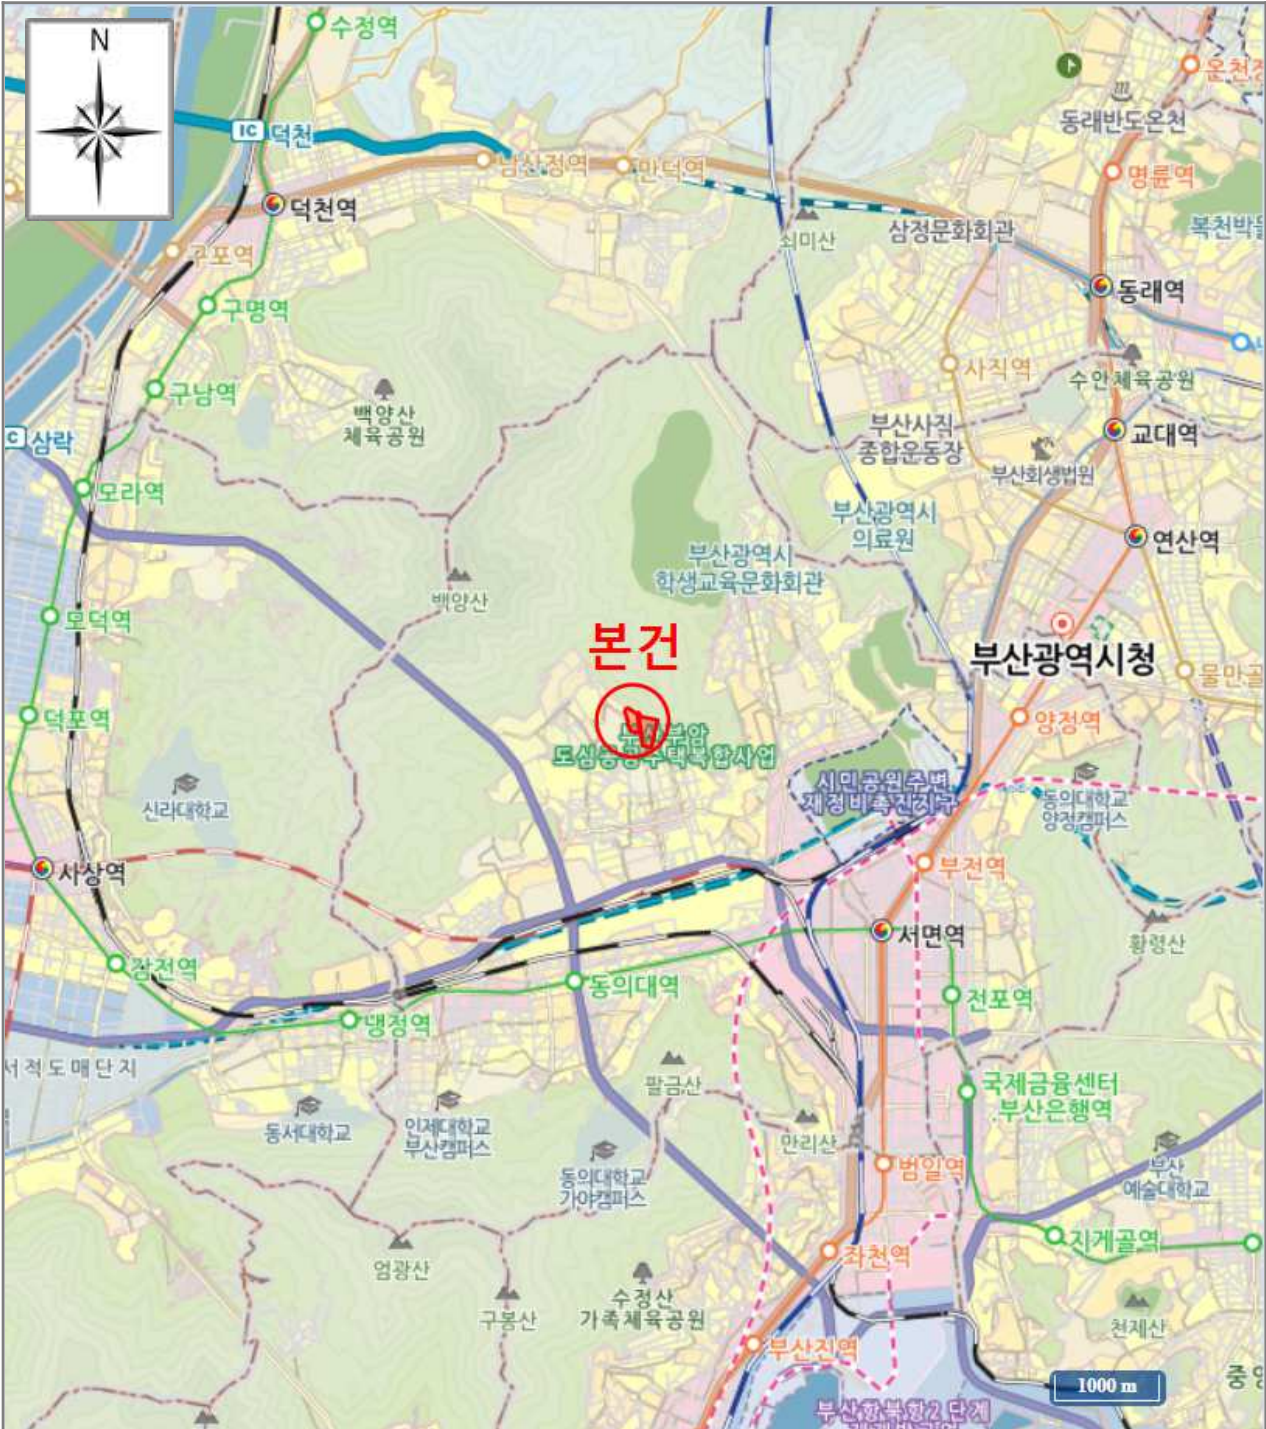 N
수정역
온천장
동래반도온천
IC 덕천
남산정역
만덕역
명륜역
덕천역
복천박물
쇠미산
삼정문화회관
구포역
동래역
구명역
사직역
구남역
수안체육공원
백양산
체육공원
부산사직
종합운동장
교대역
삼락
부산회생법원
모라역
부산광역시
의료원
연산역
부산광역시
학생교육문화회관
백양산
모덕역
본건
부산광역시청
물만골
덕포역
양정역
부산부암
도심공공주택복합사업
시민공원주변
재정비촉진지구
동의대학교
양정캠퍼스
신라대학교
사상역
부전역
서면역
황령산
감전역
동의대역
전포역
냉정역
서적도매단지
팔금산
국제금융센터
부산은행역
동서대학교
인제대학교
부산캠퍼스
만리산
동의대학교
가야캠퍼스
범일역
부산
예술대학교
지게골역
좌천역
엄광산
수정산
가족체육공원
구봉산
천제산
부산진역
1000 m
중앙
부산항북항2단계